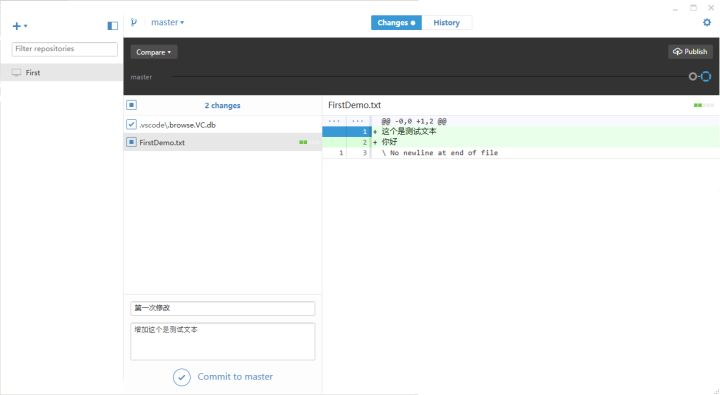 master
Changes
History
Filter repositories
First
Compare
Publish
master
2 changes
FirstDemo.txt
.vscode\.browse.VC.db
FirstDemo.txt
... ... @@ -0,0 +1,2 @@
1 + 这个是测试文本
2 + 你好
1 3 \ No newline at end of file
第一次修改
增加这个是测试文本
Commit to master